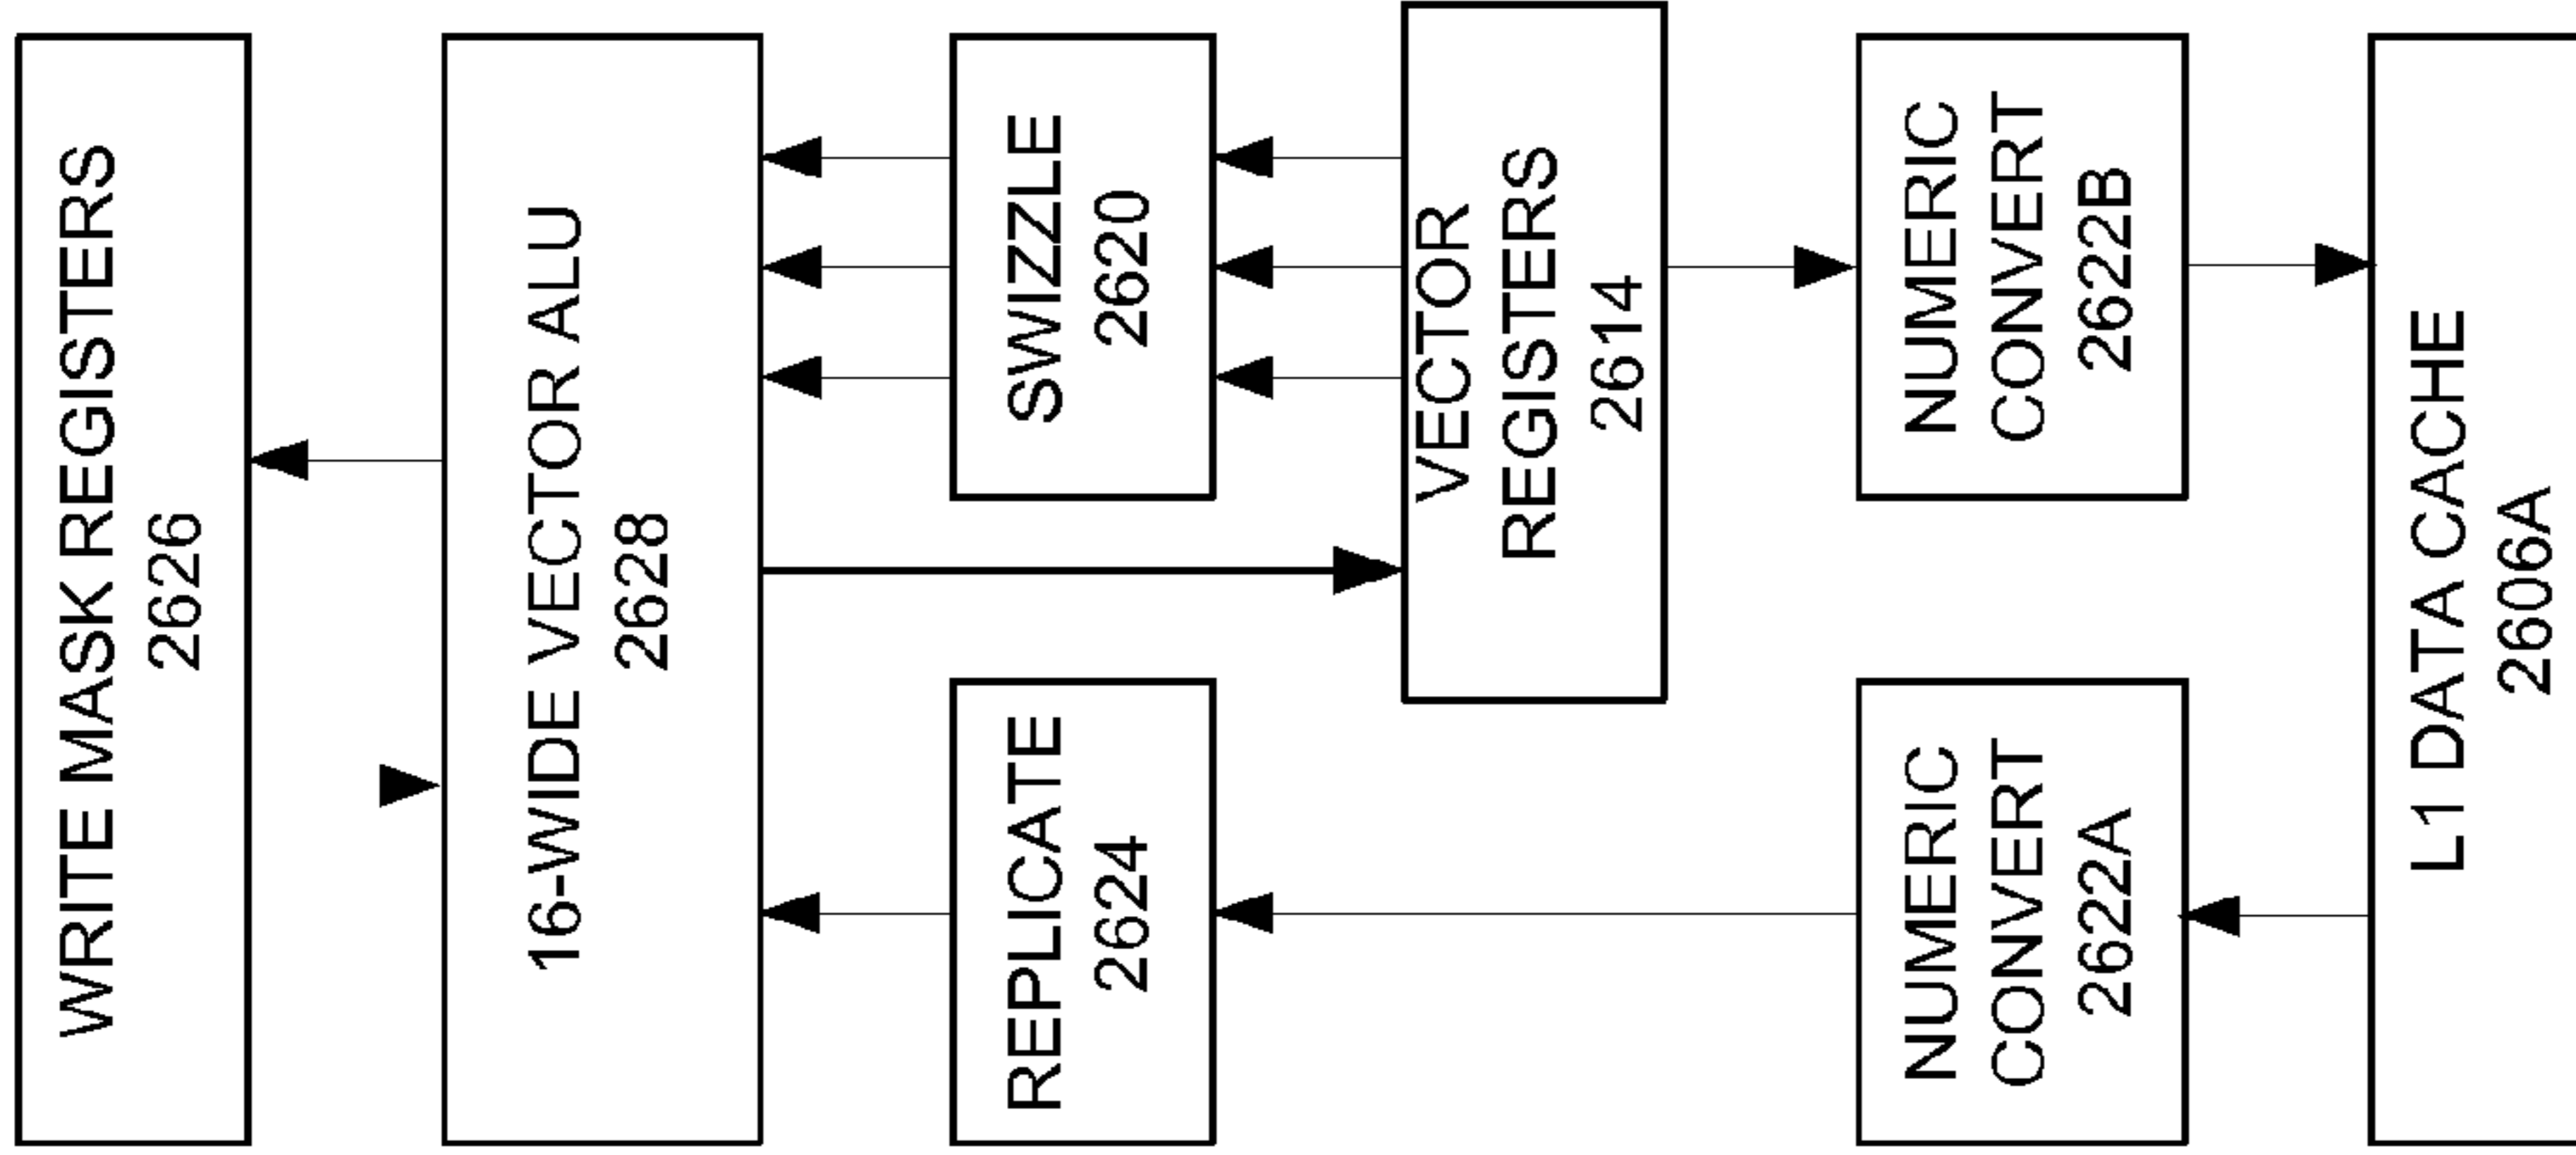 WRITE MASK REGISTERS
2626
16-WIDE VECTOR ALU
2628
REPLICATE
2624
SWIZZLE
2620
VECTOR
REGISTERS
2614
NUMERIC
CONVERT
2622A
NUMERIC
CONVERT
2622B
L1 DATA CACHE
2606A